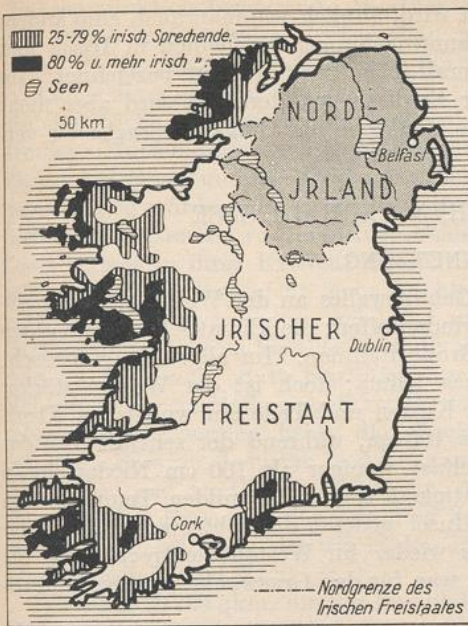 25-79% irisch Sprechende.
80% u. mehr irisch „.
Seen
50 km
NORD-
JRLAND
Belfast
JRISCHER
Dublin
FREISTAAT
Cork
Nordgrenze des
Irischen Freistaates